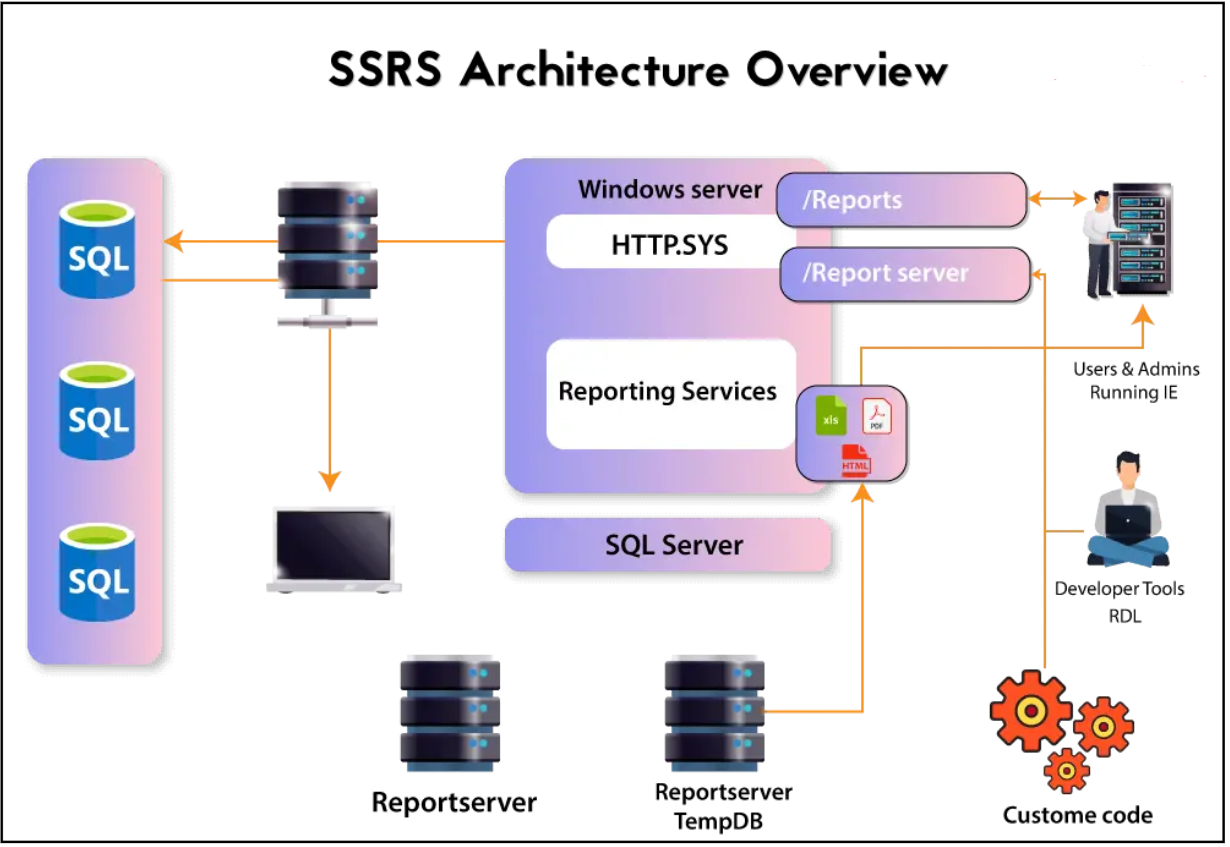 SSRS Architecture Overview
SQL
SQL
SQL
Windows server
HTTP.SYS
/Reports
/Report server
Reporting Services
xls
PDF
HTML
SQL Server
Users & Admins
Running IE
Developer Tools
RDL
Reportserver
Reportserver
TempDB
Custome code